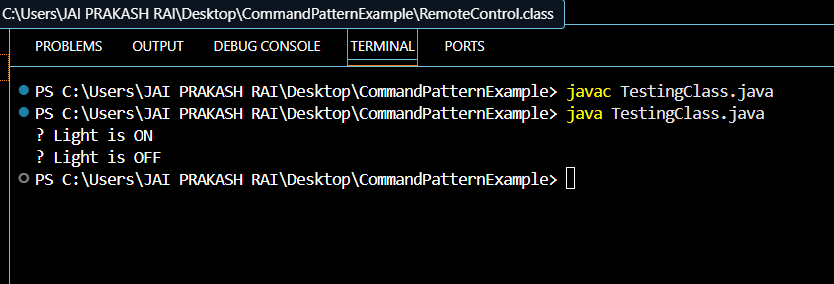 C:\Users\JAI PRAKASH RAI\Desktop\CommandPatternExample\RemoteControl.class
PROBLEMS OUTPUT DEBUG CONSOLE TERMINAL PORTS
PS C:\Users\JAI PRAKASH RAI\Desktop\CommandPatternExample> javac TestingClass.java
PS C:\Users\JAI PRAKASH RAI\Desktop\CommandPatternExample> java TestingClass.java
? Light is ON
? Light is OFF
PS C:\Users\JAI PRAKASH RAI\Desktop\CommandPatternExample>